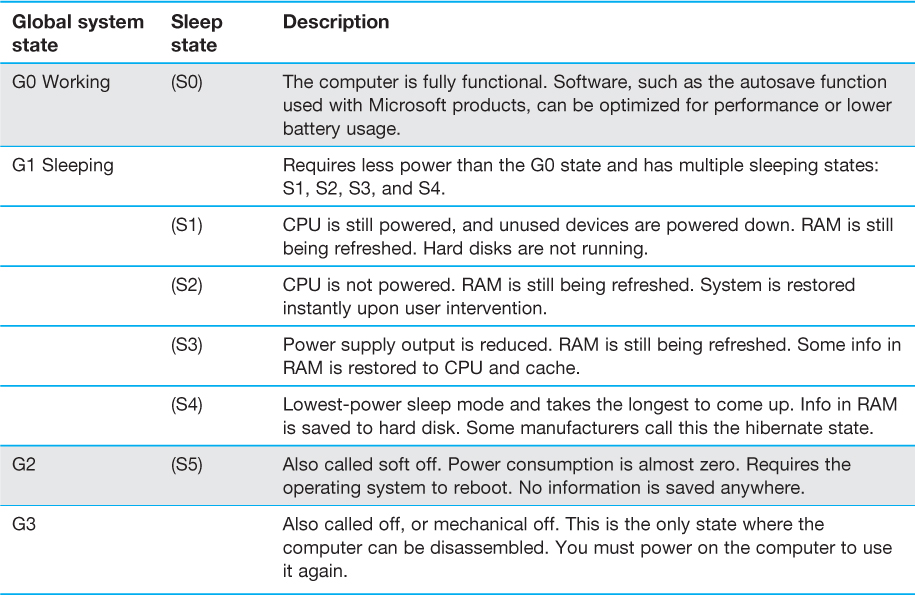 Global system state Sleep state Description
G0 Working (S0) The computer is fully functional. Software, such as the autosave function
used with Microsoft products, can be optimized for performance or lower
battery usage.
G1 Sleeping Requires less power than the G0 state and has multiple sleeping states:
S1, S2, S3, and S4.
(S1) CPU is still powered, and unused devices are powered down. RAM is still
being refreshed. Hard disks are not running.
(S2) CPU is not powered. RAM is still being refreshed. System is restored
instantly upon user intervention.
(S3) Power supply output is reduced. RAM is still being refreshed. Some info in
RAM is restored to CPU and cache.
(S4) Lowest-power sleep mode and takes the longest to come up. Info in RAM
is saved to hard disk. Some manufacturers call this the hibernate state.
G2 (S5) Also called soft off. Power consumption is almost zero. Requires the
operating system to reboot. No information is saved anywhere.
G3 Also called off, or mechanical off. This is the only state where the
computer can be disassembled. You must power on the computer to use
it again.